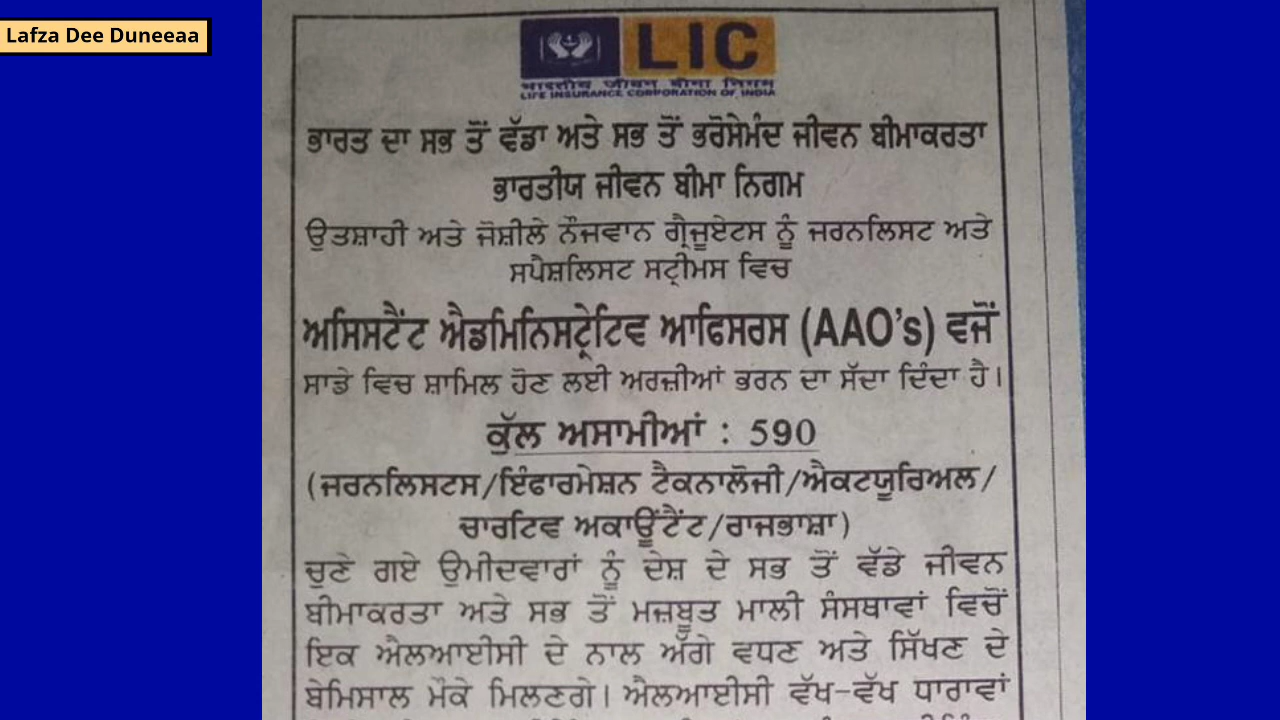 Lafza Dee Duneeaa
LIC
भारतीय जीवन बीमा निगम
LIFE INSURANCE CORPORATION OF INDIA
ਭਾਰਤ ਦਾ ਸਭ ਤੋਂ ਵੱਡਾ ਅਤੇ ਸਭ ਤੋਂ ਭਰੋਸੇਮੰਦ ਜੀਵਨ ਬੀਮਾਕਰਤਾ
ਭਾਰਤੀਯ ਜੀਵਨ ਬੀਮਾ ਨਿਗਮ
ਉਤਸ਼ਾਹੀ ਅਤੇ ਜੋਸ਼ੀਲੇ ਨੌਜਵਾਨ ਗ੍ਰੈਜੂਏਟਸ ਨੂੰ ਜਰਨਲਿਸਟ ਅਤੇ
ਸਪੈਸ਼ਲਿਸਟ ਸਟ੍ਰੀਮਸ ਵਿਚ
ਅਸਿਸਟੈਂਟ ਐਡਮਿਨਿਸਟ੍ਰੇਟਿਵ ਆਫਿਸਰਸ (AAO's) ਵਜੋਂ
ਸਾਡੇ ਵਿਚ ਸ਼ਾਮਿਲ ਹੋਣ ਲਈ ਅਰਜ਼ੀਆਂ ਭਰਨ ਦਾ ਸੱਦਾ ਦਿੰਦਾ ਹੈ।
ਕੁੱਲ ਅਸਾਮੀਆਂ : 590
(ਜਰਨਲਿਸਟਸ/ਇੰਫਾਰਮੇਸ਼ਨ ਟੈਕਨਾਲੋਜੀ/ਐਕਟਯੂਰਿਅਲ/
ਚਾਰਟਿਵ ਅਕਾਊਂਟੈਂਟ/ਰਾਜਭਾਸ਼ਾ)
ਚੁਣੇ ਗਏ ਉਮੀਦਵਾਰਾਂ ਨੂੰ ਦੇਸ਼ ਦੇ ਸਭ ਤੋਂ ਵੱਡੇ ਜੀਵਨ
ਬੀਮਾਕਰਤਾ ਅਤੇ ਸਭ ਤੋਂ ਮਜ਼ਬੂਤ ਮਾਲੀ ਸੰਸਥਾਵਾਂ ਵਿਚੋਂ
ਇਕ ਐਲਆਈਸੀ ਦੇ ਨਾਲ ਅੱਗੇ ਵਧਣ ਅਤੇ ਸਿੱਖਣ ਦੇ
ਬੇਮਿਸਾਲ ਮੌਕੇ ਮਿਲਣਗੇ। ਐਲਆਈਸੀ ਵੱਖ-ਵੱਖ ਧਾਰਾਵਾਂ